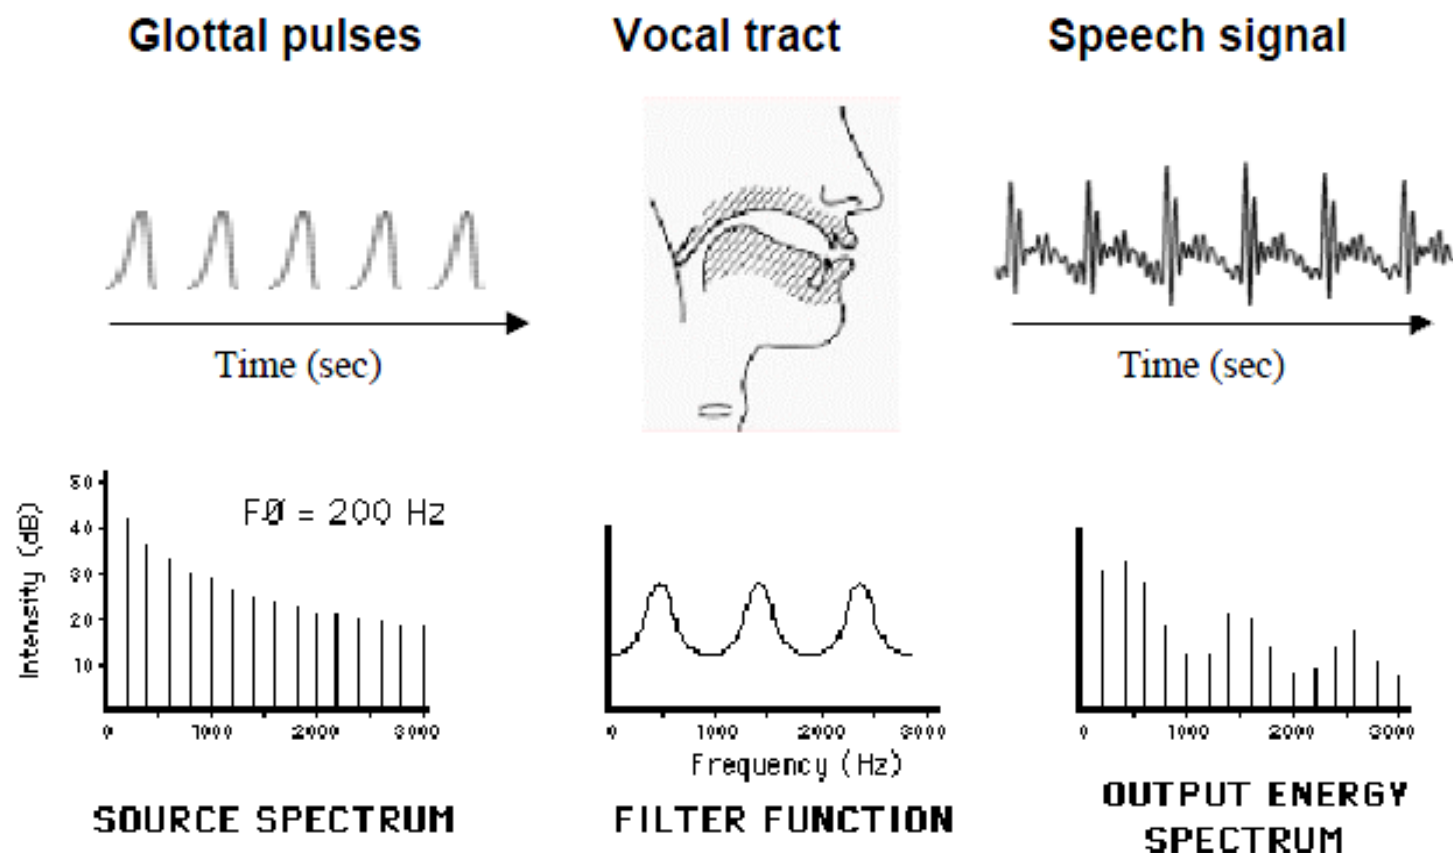 Glottal pulses
Vocal tract
Speech signal
Time (sec)
Time (sec)
Intensity (dB)
50
40
30
20
10
FØ = 200 Hz
0 1000 2000 3000
0 1000 2000 3000
Frequency (Hz)
0 1000 2000 3000
SOURCE SPECTRUM
FILTER FUNCTION
OUTPUT ENERGY
SPECTRUM